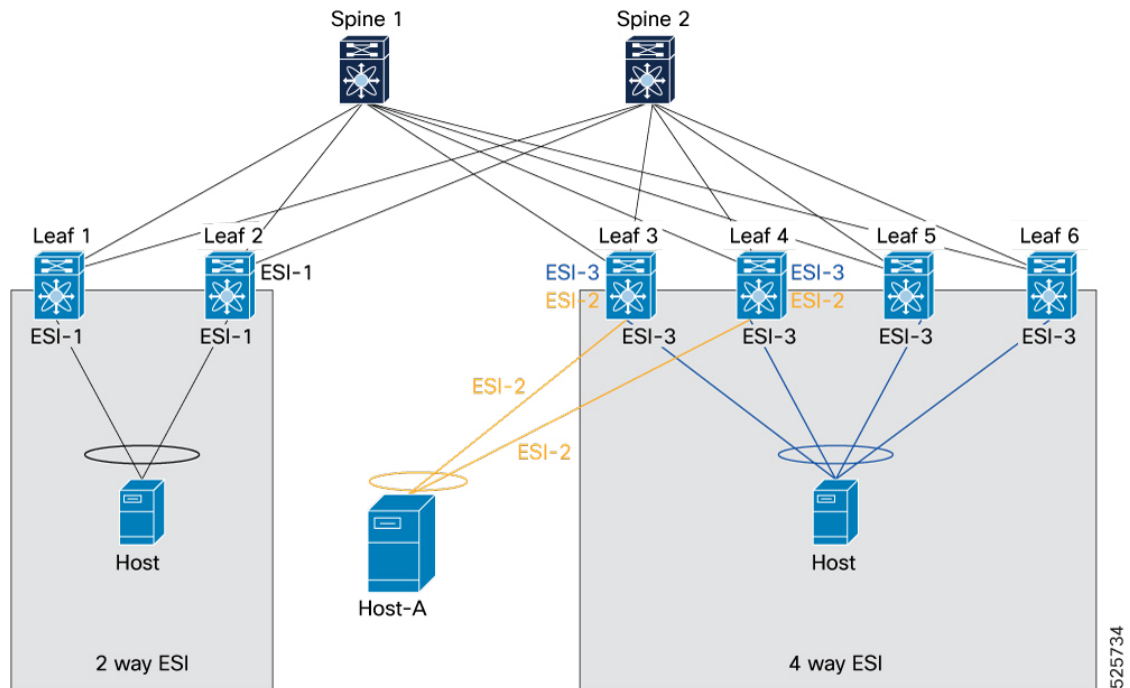 Spine 1
Spine 2
Leaf 1
Leaf 2
Leaf 3
Leaf 4
Leaf 5
Leaf 6
ESI-1
ESI-3
ESI-3
ESI-2
ESI-2
ESI-1
ESI-1
ESI-3
ESI-3
ESI-3
ESI-3
ESI-2
ESI-2
Host
Host
Host-A
2 way ESI
4 way ESI
525734